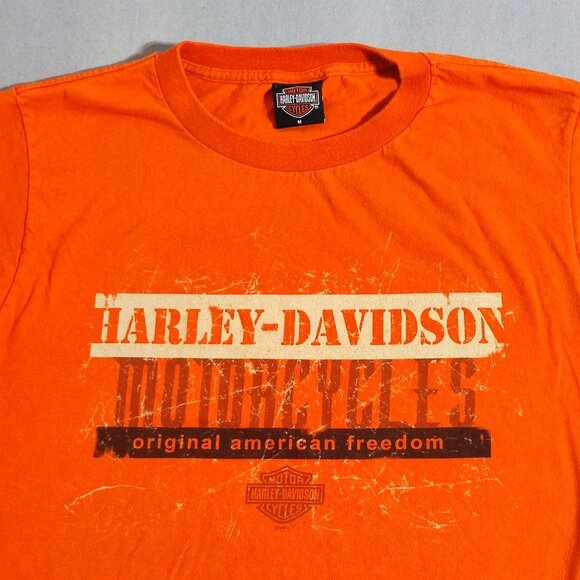 MOTOR
HARLEY-DAVIDSON
CYCLES
M
HARLEY-DAVIDSON
MOTORCYCLES
original american freedom
MOTOR
HARLEY-DAVIDSON
CYCLES